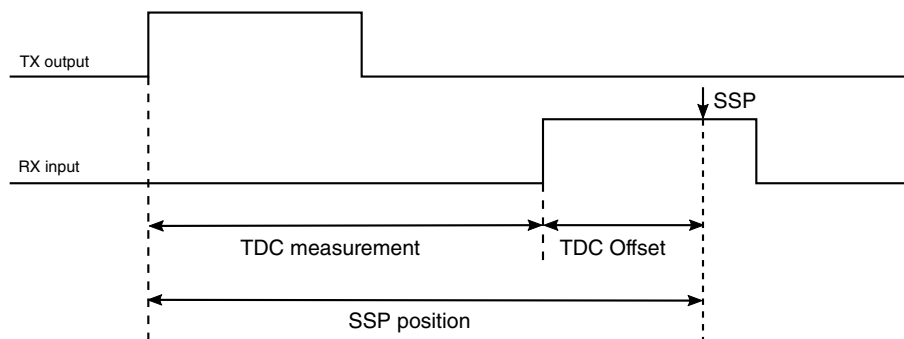 TX output
SSP
RX input
TDC measurement
TDC Offset
SSP position